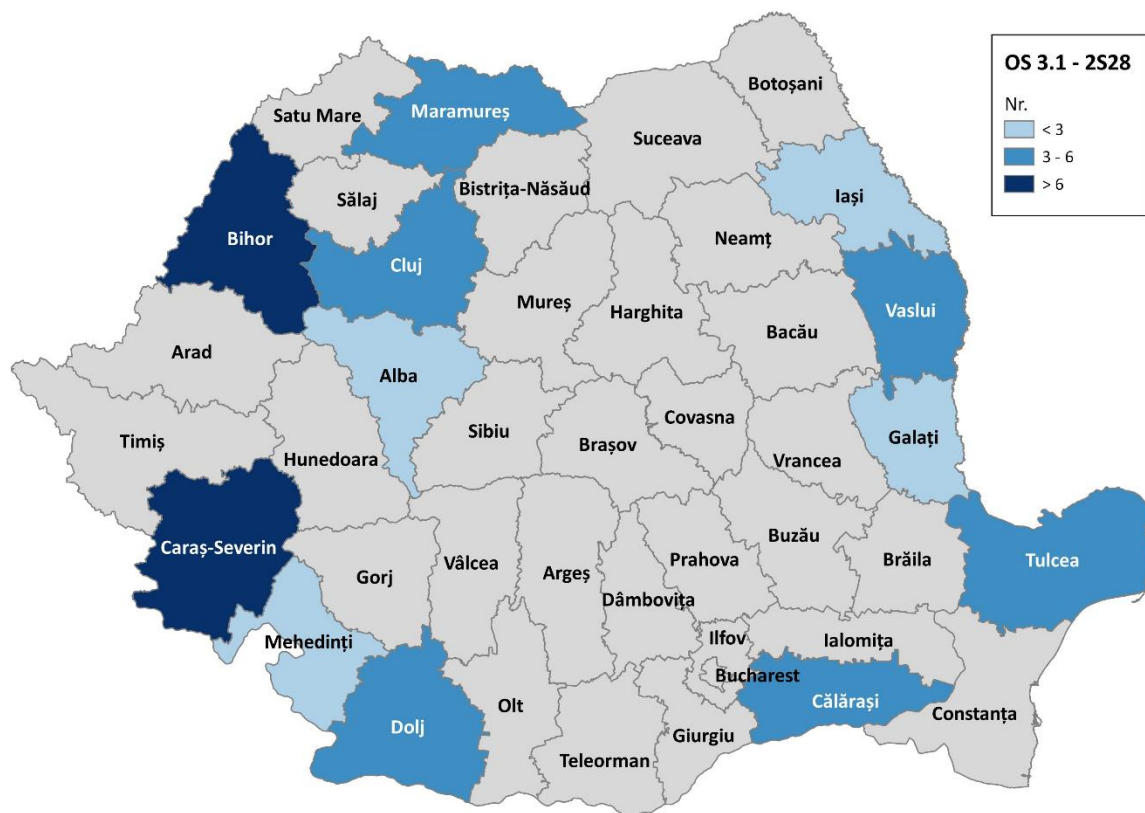 OS 3.1 - 2S28
Nr.
< 3
3 - 6
> 6
Botoșani
Satu Mare
Maramureș
Suceava
Bistrița-Năsăud
Iași
Sălaj
Neamț
Bihor
Cluj
Mureș
Harghita
Vaslui
Bacău
Arad
Alba
Covasna
Sibiu
Brașov
Galați
Timiș
Hunedoara
Vrancea
Caraș-Severin
Buzău
Prahova
Brăila
Tulcea
Vâlcea
Argeș
Gorj
Dâmbovița
Ilfov
Ialomița
Mehedinți
Bucharest
Călărași
Olt
Constanța
Dolj
Giurgiu
Teleorman